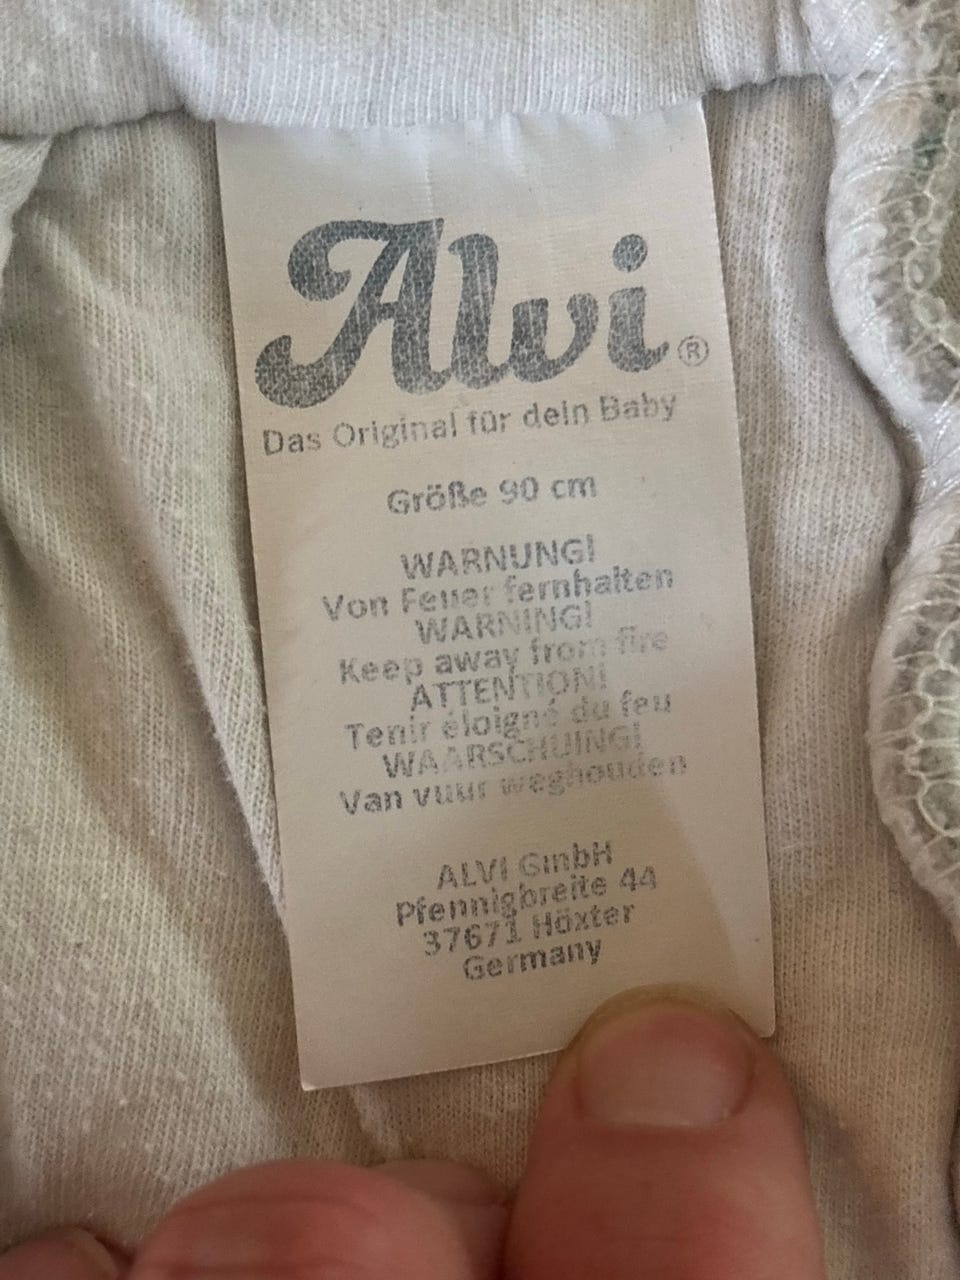 Alvi®
Das Original für dein Baby
Größe 90 cm
WARNUNG!
Von Feuer fernhalten
WARNING!
Keep away from fire
ATTENTION!
Tenir éloigné du feu
WAARSCHUING!
Van vuur weghouden
ALVI GmbH
Pfennigbreite 44
37671 Höxter
Germany